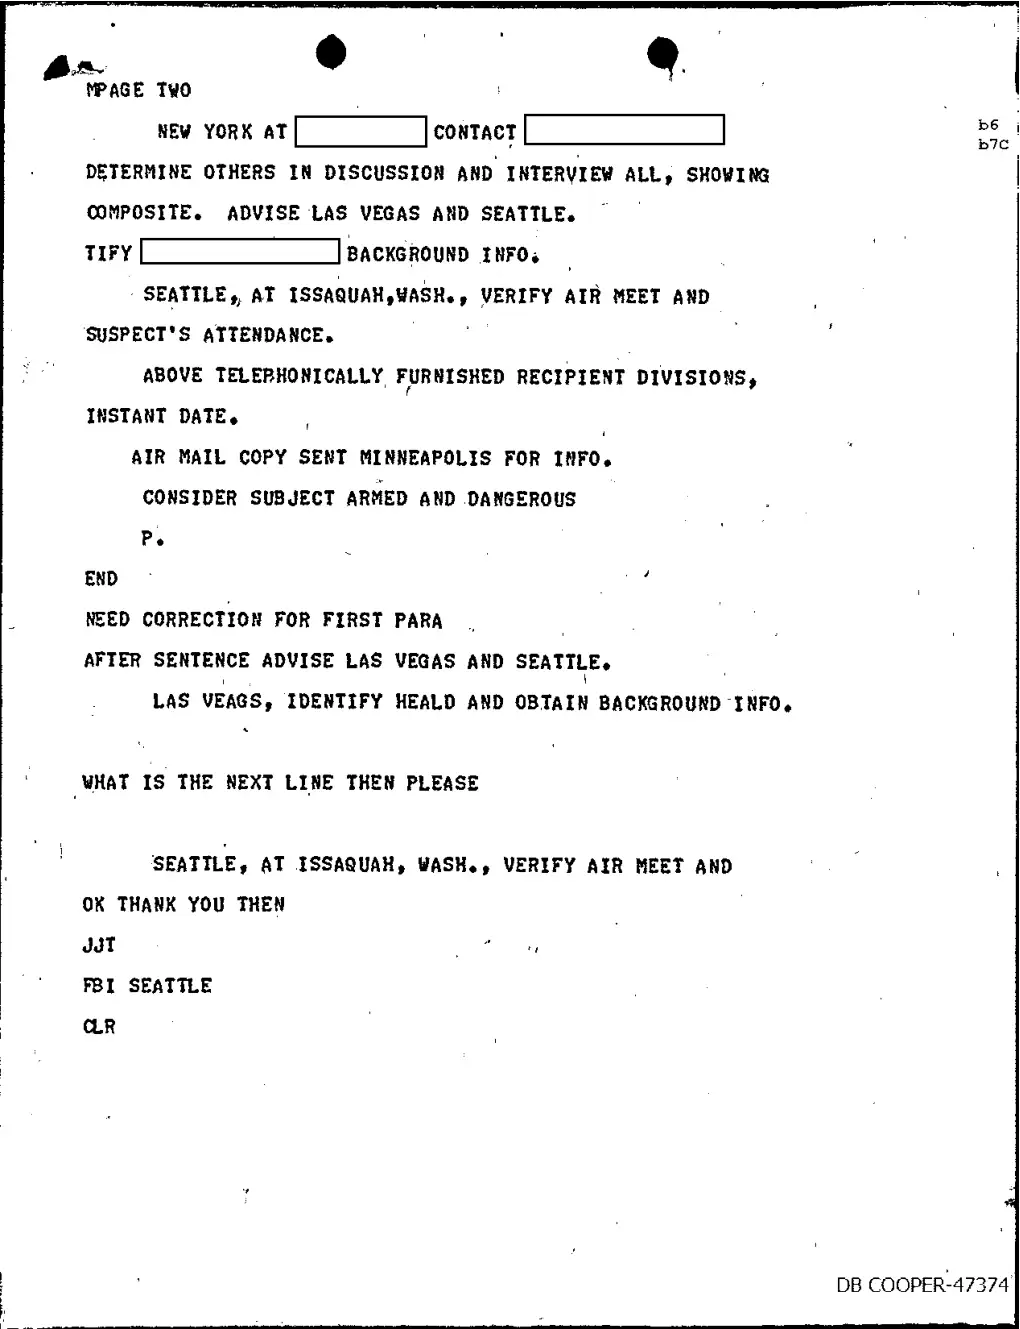 MPAGE TWO
NEW YORK AT CONTACT
b6
b7C
DETERMINE OTHERS IN DISCUSSION AND INTERVIEW ALL, SHOWING
COMPOSITE. ADVISE LAS VEGAS AND SEATTLE.
TIFY BACKGROUND INFO.
SEATTLE, AT ISSAQUAH,WASH., VERIFY AIR MEET AND
SUSPECT'S ATTENDANCE.
ABOVE TELEPHONICALLY FURNISHED RECIPIENT DIVISIONS,
INSTANT DATE.
AIR MAIL COPY SENT MINNEAPOLIS FOR INFO.
CONSIDER SUBJECT ARMED AND DANGEROUS
P.
END
NEED CORRECTION FOR FIRST PARA
AFTER SENTENCE ADVISE LAS VEGAS AND SEATTLE.
LAS VEAGS, IDENTIFY HEALD AND OBTAIN BACKGROUND INFO.
WHAT IS THE NEXT LINE THEN PLEASE
SEATTLE, AT ISSAQUAH, WASH., VERIFY AIR MEET AND
OK THANK YOU THEN
JJT
FBI SEATTLE
CLR
DB COOPER-47374